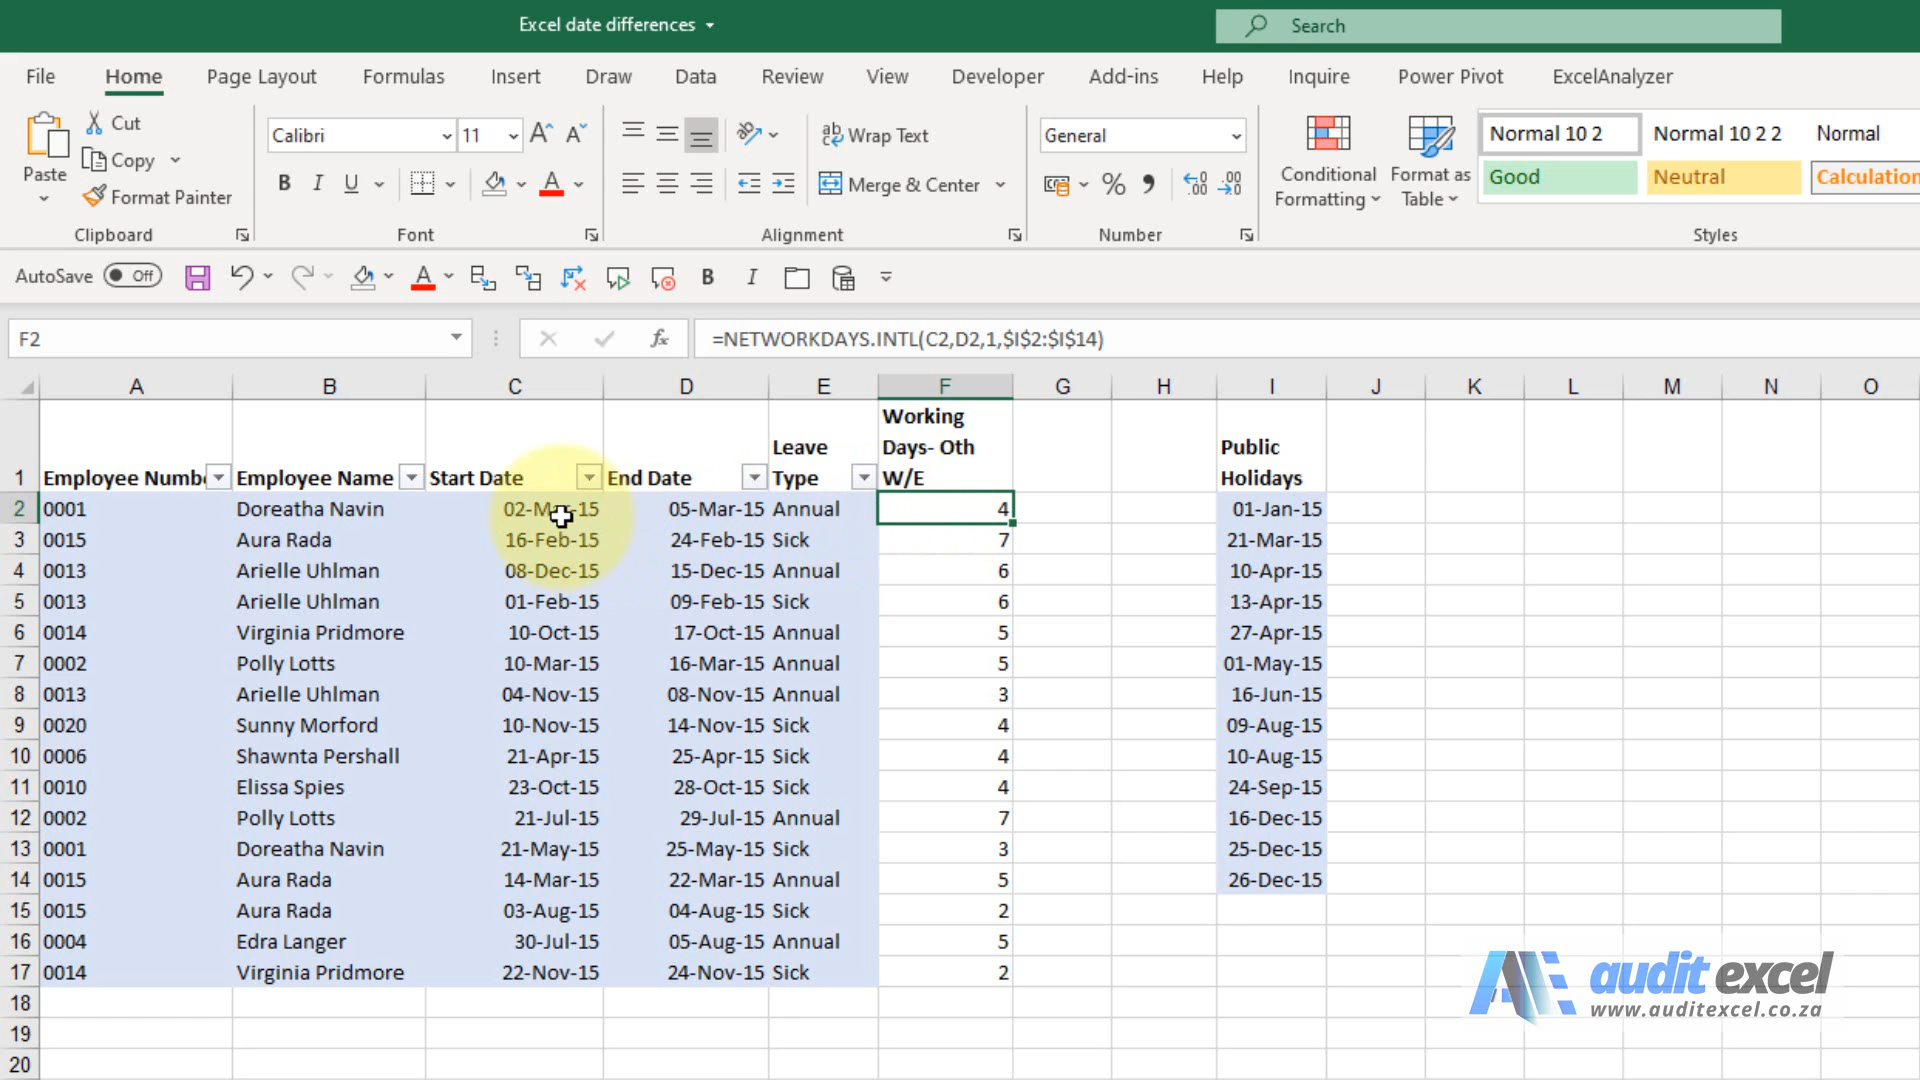 Excel date differences
Search
File Home Page Layout Formulas Insert Draw Data Review View Developer Add-ins Help Inquire Power Pivot ExcelAnalyzer
Paste
Cut
Copy
Format Painter
Clipboard
Calibri 11
B I U
Font
Wrap Text
Merge & Center
Alignment
General
Number
Conditional Formatting
Format as Table
Normal 10 2 Normal 10 2 2 Normal
Good Neutral Calculation
Styles
AutoSave Off
B I
F2 fx =NETWORKDAYS.INTL(C2,D2,1,$I$2:$I$14)
A B C D E F G H I J K L M N O
1 Employee Numb Employee Name Start Date End Date Leave Type Working Days- Oth W/E Public Holidays
2 0001 Doreatha Navin 02-Mar-15 05-Mar-15 Annual 4 01-Jan-15
3 0015 Aura Rada 16-Feb-15 24-Feb-15 Sick 7 21-Mar-15
4 0013 Arielle Uhlman 08-Dec-15 15-Dec-15 Annual 6 10-Apr-15
5 0013 Arielle Uhlman 01-Feb-15 09-Feb-15 Sick 6 13-Apr-15
6 0014 Virginia Pridmore 10-Oct-15 17-Oct-15 Annual 5 27-Apr-15
7 0002 Polly Lotts 10-Mar-15 16-Mar-15 Annual 5 01-May-15
8 0013 Arielle Uhlman 04-Nov-15 08-Nov-15 Annual 3 16-Jun-15
9 0020 Sunny Morford 10-Nov-15 14-Nov-15 Sick 4 09-Aug-15
10 0006 Shawnta Pershall 21-Apr-15 25-Apr-15 Sick 4 10-Aug-15
11 0010 Elissa Spies 23-Oct-15 28-Oct-15 Sick 4 24-Sep-15
12 0002 Polly Lotts 21-Jul-15 29-Jul-15 Annual 7 16-Dec-15
13 0001 Doreatha Navin 21-May-15 25-May-15 Sick 3 25-Dec-15
14 0015 Aura Rada 14-Mar-15 22-Mar-15 Annual 5 26-Dec-15
15 0015 Aura Rada 03-Aug-15 04-Aug-15 Sick 2
16 0004 Edra Langer 30-Jul-15 05-Aug-15 Annual 5
17 0014 Virginia Pridmore 22-Nov-15 24-Nov-15 Sick 2
18
19
20
AE audit excel
www.auditexcel.co.za